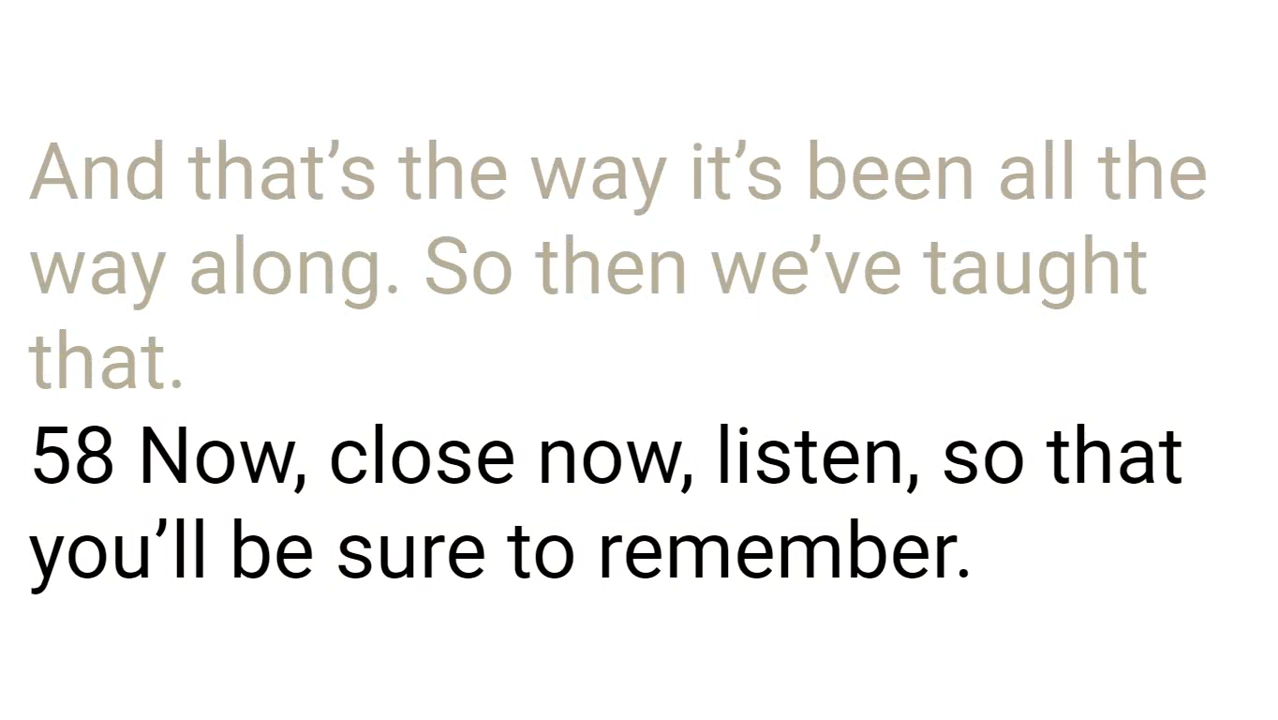 And that’s the way it’s been all the
way along. So then we’ve taught
that.
58 Now, close now, listen, so that
you’ll be sure to remember.